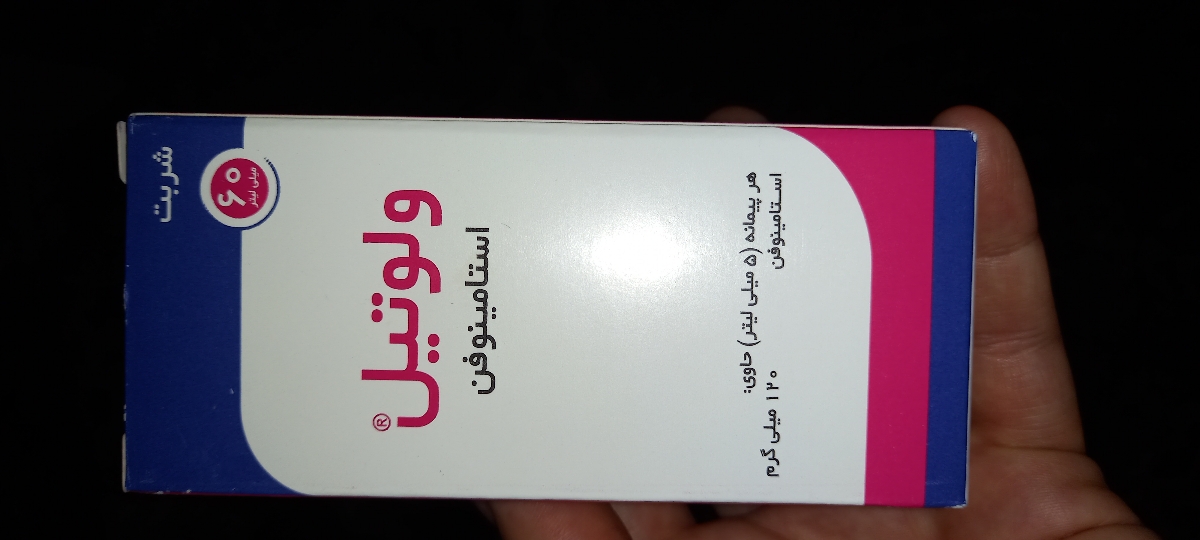 شربت
۶۰
میلی لیتر
ولوتیل®
استامینوفن
هر پیمانه (۵ میلی لیتر) حاوی:
استامینوفن ۱۲۰ میلی گرم